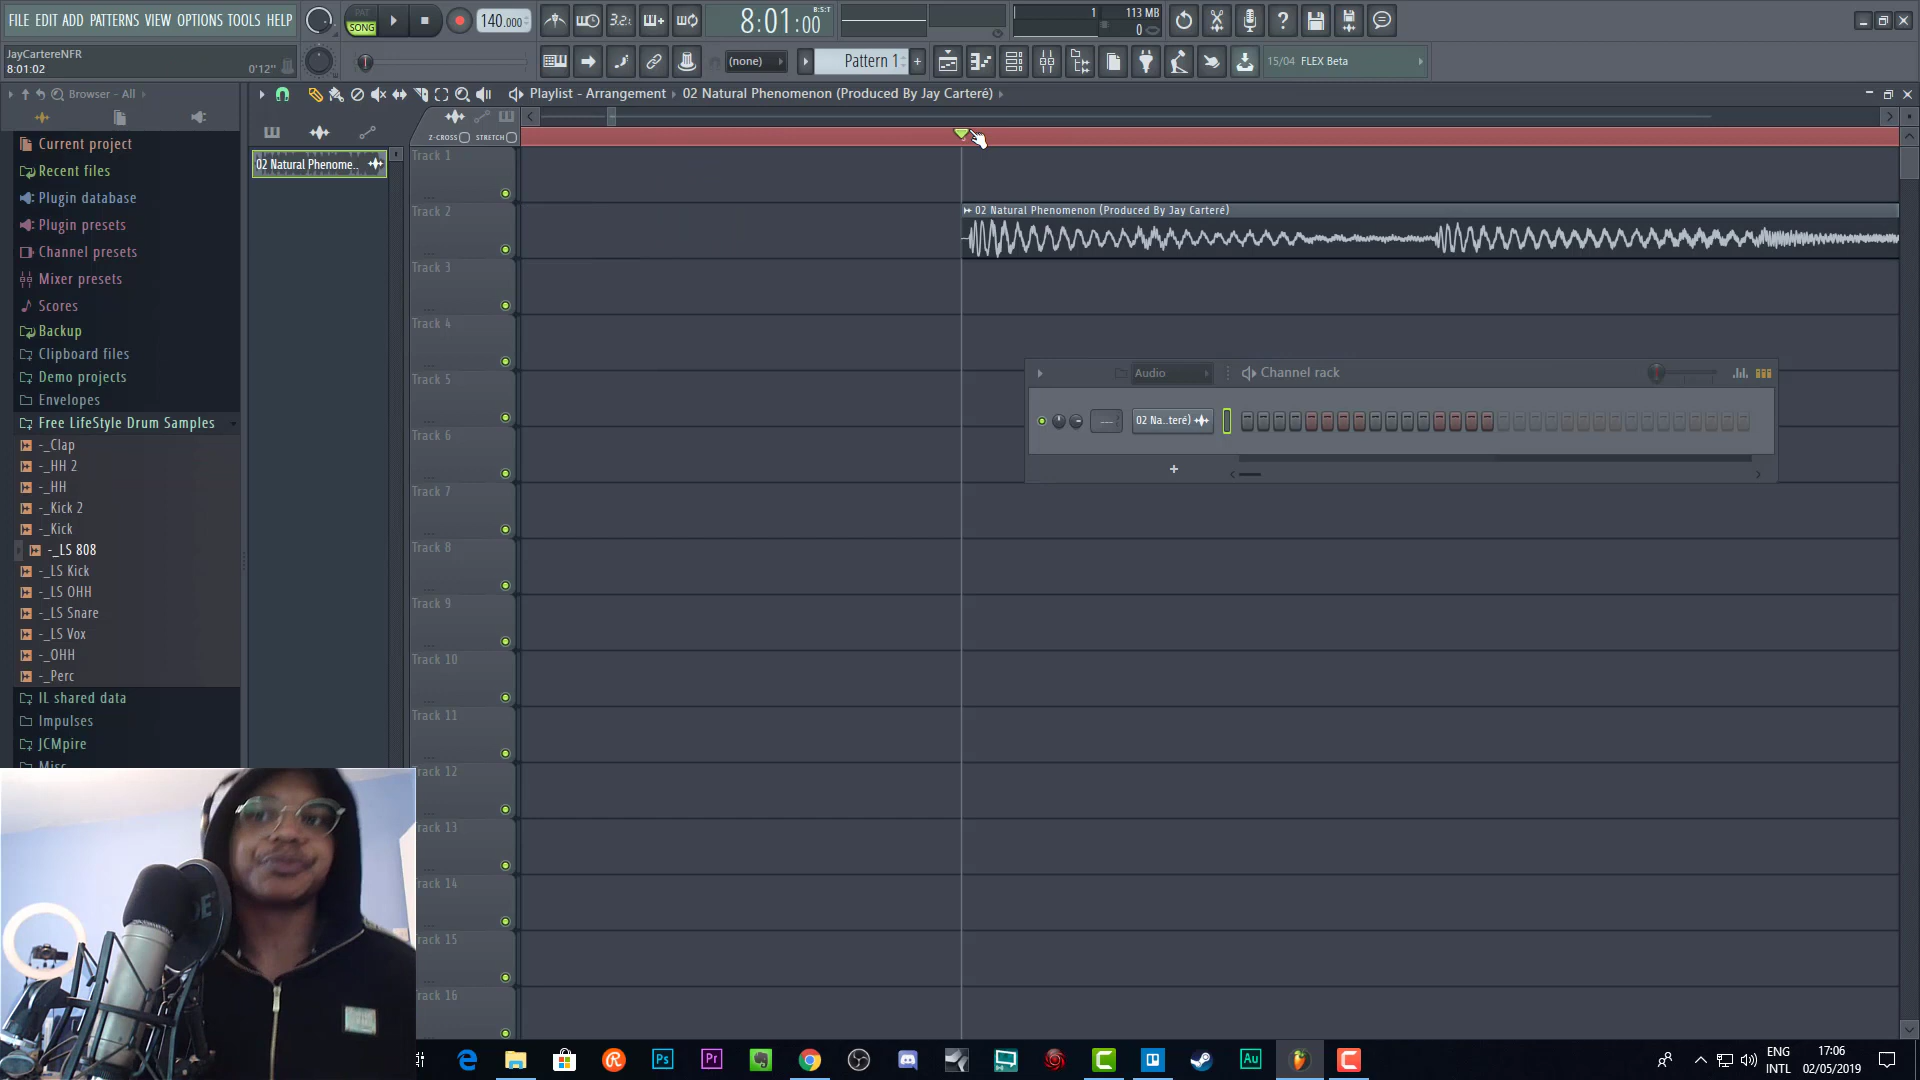 FILE EDIT ADD PATTERNS VIEW OPTIONS TOOLS HELP
PAT
SONG
140.000
3.2.
8:01:00
B:S:T
1
113 MB
0
JayCartereNFR
8:01:02
0'12"
(none)
Pattern 1
+
15/04 FLEX Beta
Browser - All
Playlist - Arrangement › 02 Natural Phenomenon (Produced By Jay Carteré) ›
Z-CROSS
STRETCH
Current project
Recent files
Plugin database
Plugin presets
Channel presets
Mixer presets
Scores
Backup
Clipboard files
Demo projects
Envelopes
Free LifeStyle Drum Samples
-_Clap
-_HH 2
-_HH
-_Kick 2
-_Kick
-_LS 808
-_LS Kick
-_LS OHH
-_LS Snare
-_LS Vox
-_OHH
-_Perc
IL shared data
Impulses
JCMpire
Misc
02 Natural Phenome..
Track 1
Track 2
Track 3
Track 4
Track 5
Track 6
Track 7
Track 8
Track 9
Track 10
Track 11
Track 12
Track 13
Track 14
Track 15
Track 16
02 Natural Phenomenon (Produced By Jay Carteré)
Audio
Channel rack
02 Na..teré)
+
Ps
Pr
Au
ENG
INTL
17:06
02/05/2019